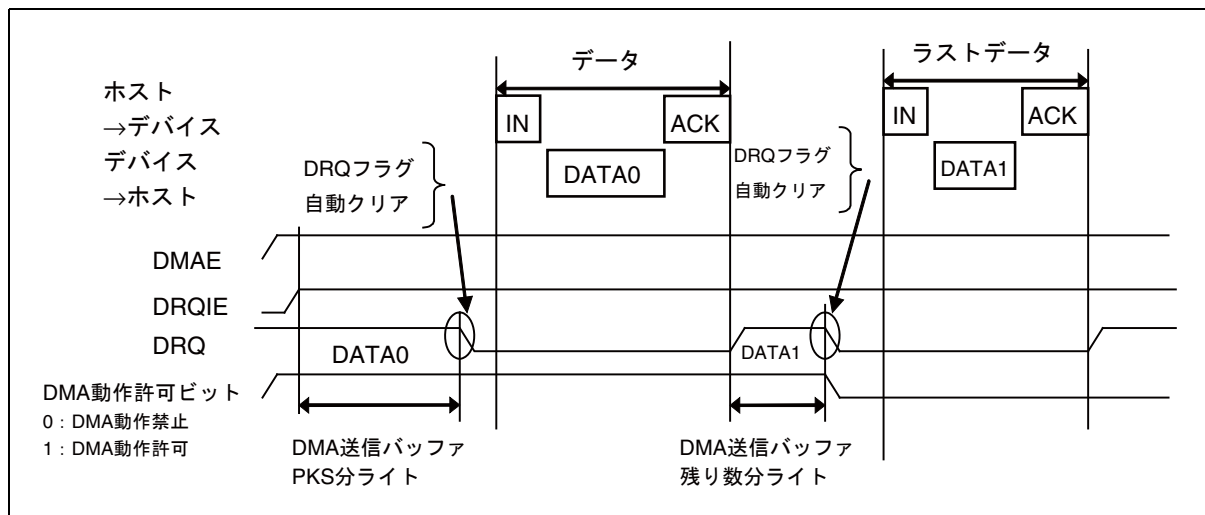 データ
ラストデータ
ホスト
→デバイス
デバイス
→ホスト
IN
ACK
DATA0
DRQフラグ
自動クリア
IN
ACK
DATA1
DRQフラグ
自動クリア
DMAE
DRQIE
DRQ
DATA0
DATA1
DMA動作許可ビット
0：DMA動作禁止
1：DMA動作許可
DMA送信バッファ
PKS分ライト
DMA送信バッファ
残り数分ライト